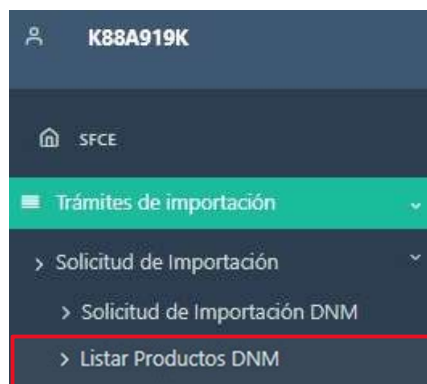 K88A919K
SFCE
Trámites de importación
Solicitud de Importación
Solicitud de Importación DNM
Listar Productos DNM